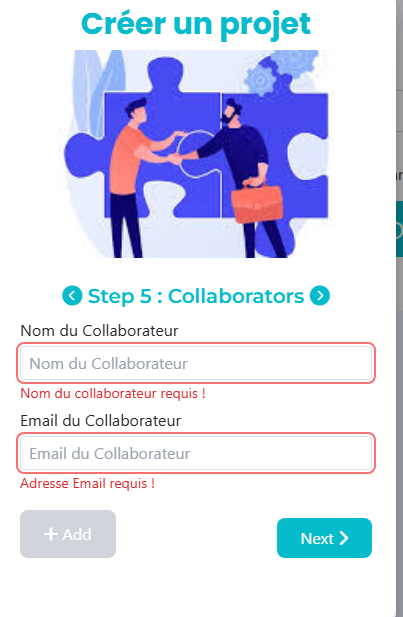 Créer un projet
Step 5 : Collaborators
Nom du Collaborateur
Nom du Collaborateur
Nom du collaborateur requis !
Email du Collaborateur
Email du Collaborateur
Adresse Email requis !
Add
Next